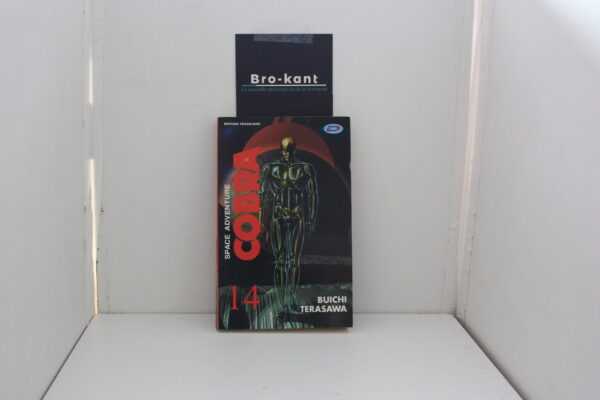 Bro-kant
SPACE ADVENTURE
COBRA
14
BUICHI
TERASAWA